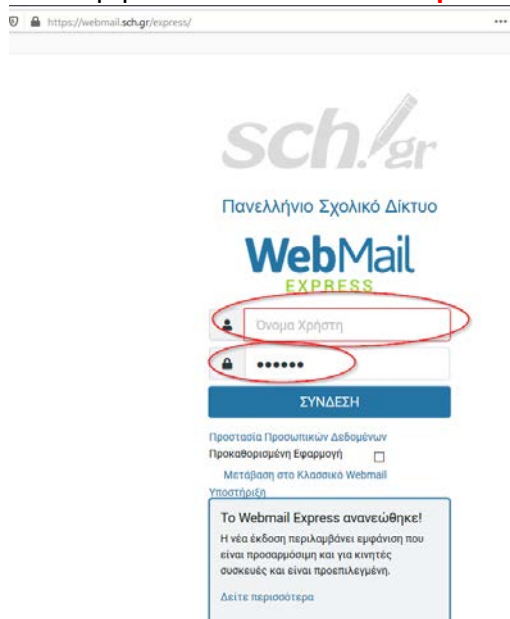 https://webmail.sch.gr/express/
sch.gr
Πανελλήνιο Σχολικό Δίκτυο
WebMail
EXPRESS
Όνομα Χρήστη
ΣΥΝΔΕΣΗ
Προστασία Προσωπικών Δεδομένων
Προκαθορισμένη Εφαρμογή
Μετάβαση στο Κλασσικό Webmail
Υποστήριξη
Το Webmail Express ανανεώθηκε!
Η νέα έκδοση περιλαμβάνει εμφάνιση που
είναι προσαρμόσιμη και για κινητές
συσκευές και είναι προεπιλεγμένη.
Δείτε περισσότερα